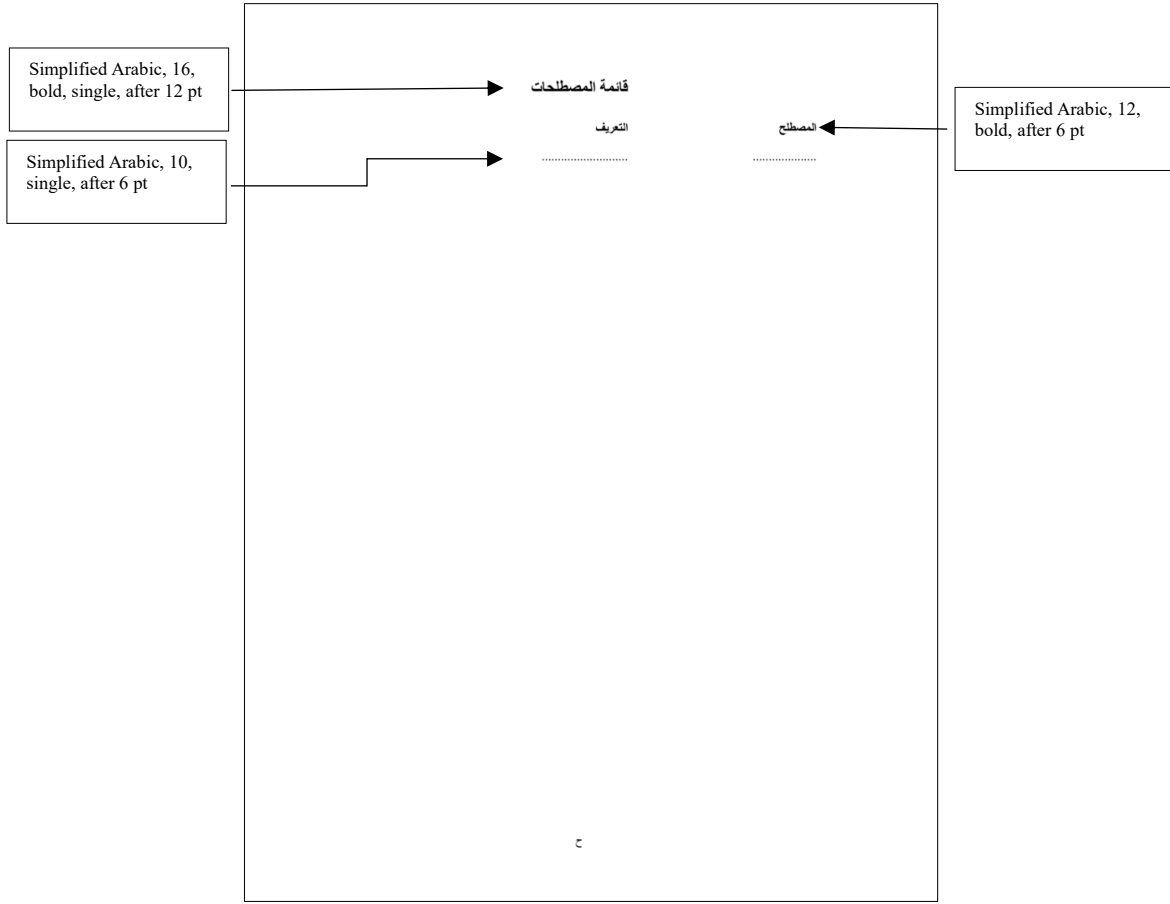 Simplified Arabic, 16,
bold, single, after 12 pt
قائمة المصطلحات
Simplified Arabic, 12,
bold, after 6 pt
المصطلح
التعريف
Simplified Arabic, 10,
single, after 6 pt
....................
...........................
ح